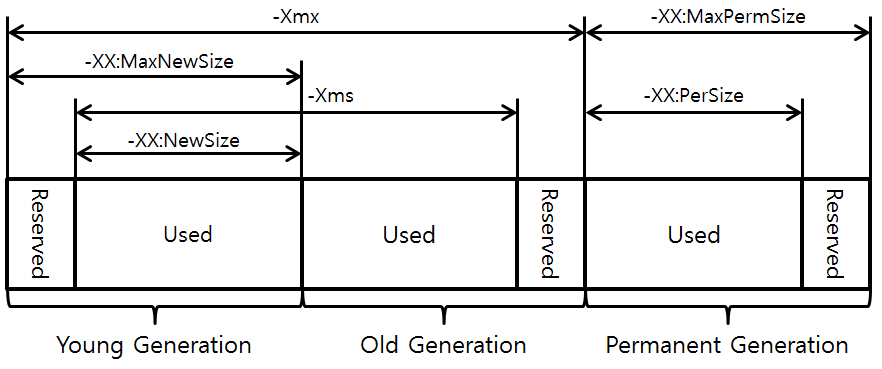 -Xmx
-XX:MaxPermSize
-XX:MaxNewSize
-Xms
-XX:PerSize
-XX:NewSize
Reserved
Used
Used
Reserved
Used
Reserved
Young Generation
Old Generation
Permanent Generation